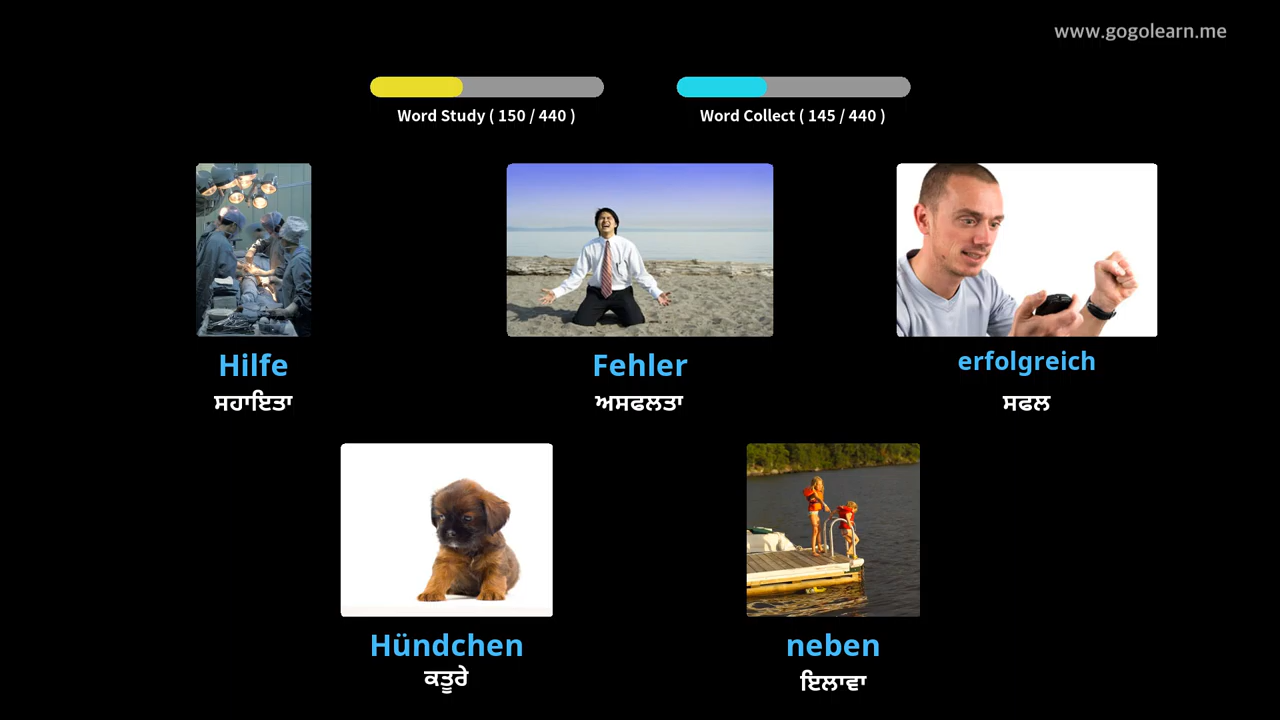 www.gogolearn.me
Word Study ( 150 / 440 )
Word Collect ( 145 / 440 )
Hilfe
ਸਹਾਇਤਾ
Fehler
ਅਸਫਲਤਾ
erfolgreich
ਸਫਲ
Hündchen
ਕਤੂਰੇ
neben
ਇਲਾਵਾ